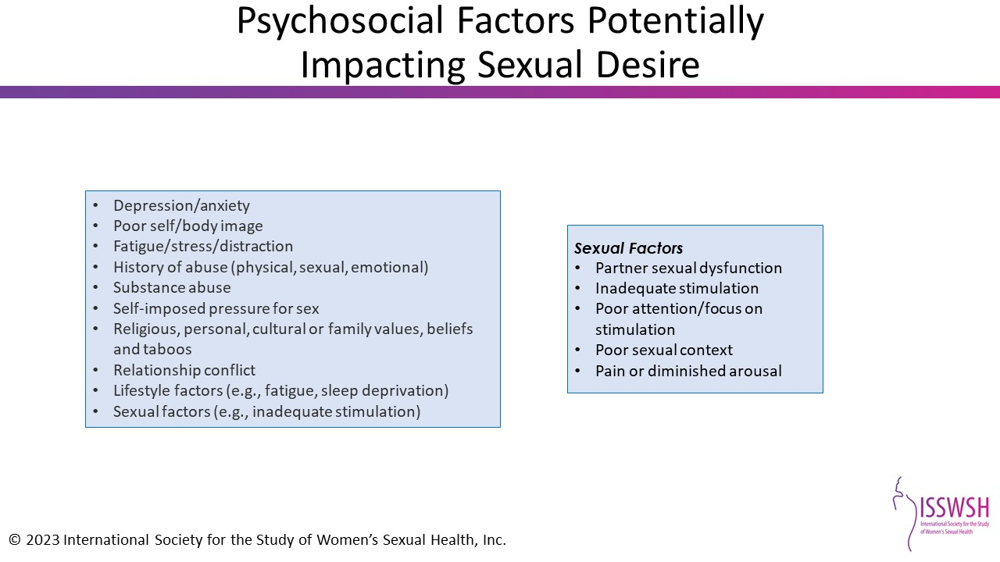 Psychosocial Factors Potentially
Impacting Sexual Desire
• Depression/anxiety
• Poor self/body image
• Fatigue/stress/distraction
• History of abuse (physical, sexual, emotional)
• Substance abuse
• Self-imposed pressure for sex
• Religious, personal, cultural or family values, beliefs
and taboos
• Relationship conflict
• Lifestyle factors (e.g., fatigue, sleep deprivation)
• Sexual factors (e.g., inadequate stimulation)
Sexual Factors
• Partner sexual dysfunction
• Inadequate stimulation
• Poor attention/focus on
stimulation
• Poor sexual context
• Pain or diminished arousal
ISSWSH
International Society for the Study
of Women's Sexual Health
© 2023 International Society for the Study of Women’s Sexual Health, Inc.